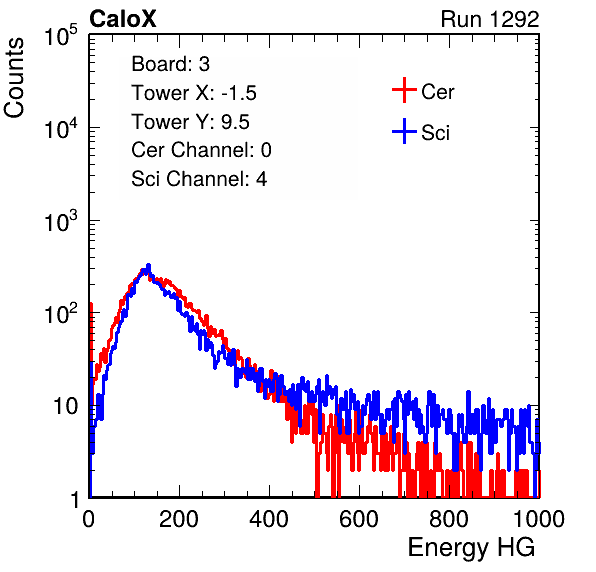 CaloX Run 1292
Counts
10^5
10^4
10^3
10^2
10
1
Board: 3
Tower X: -1.5
Tower Y: 9.5
Cer Channel: 0
Sci Channel: 4
Cer
Sci
0 200 400 600 800 1000
Energy HG